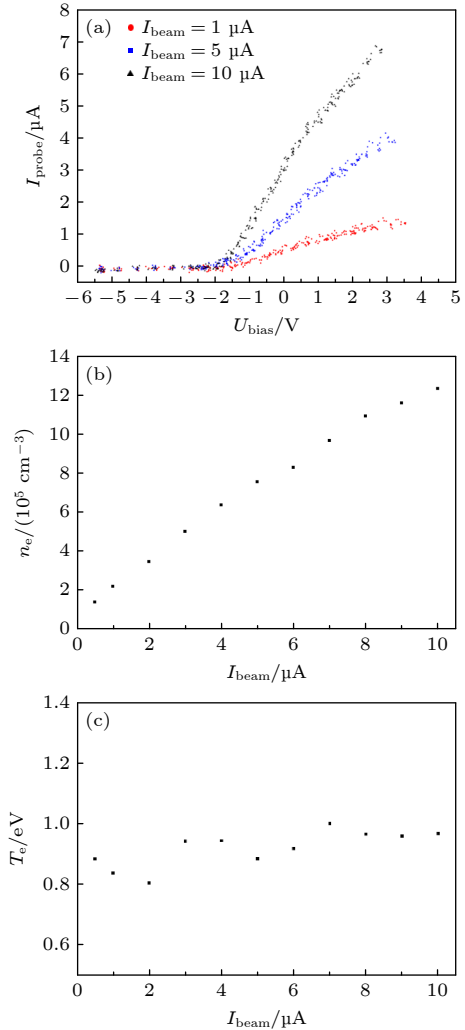 (a)
I_beam = 1 µA
I_beam = 5 µA
I_beam = 10 µA
I_probe/µA
8
7
6
5
4
3
2
1
0
−6 −5 −4 −3 −2 −1 0 1 2 3 4 5
U_bias/V
(b)
n_e/(10⁵ cm⁻³)
14
12
10
8
6
4
2
0
0 2 4 6 8 10
I_beam/µA
(c)
T_e/eV
1.4
1.2
1.0
0.8
0.6
0 2 4 6 8 10
I_beam/µA